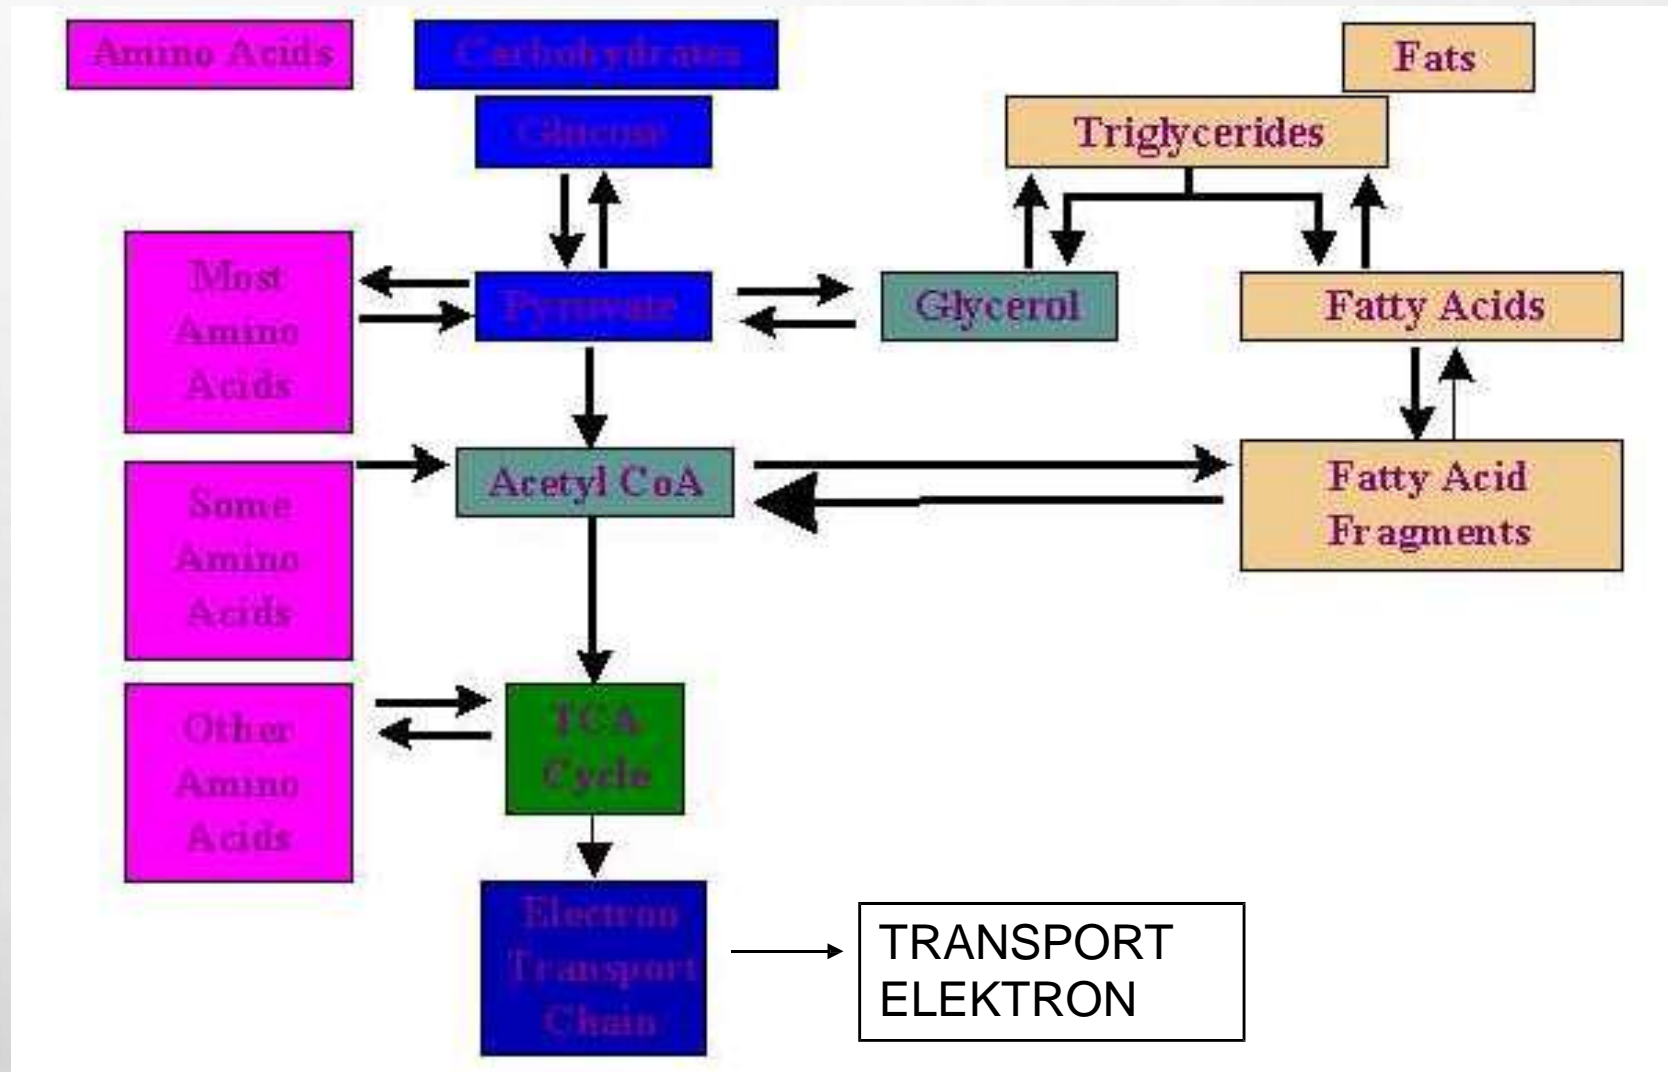 Amino Acids
Carbohydrates
Fats
Glucose
Triglycerides
Most
Amino
Acids
Pyruvate
Glycerol
Fatty Acids
Some
Amino
Acids
Acetyl CoA
Fatty Acid
Fragments
Other
Amino
Acids
TCA
Cycle
Electron
Transport
Chain
TRANSPORT
ELEKTRON